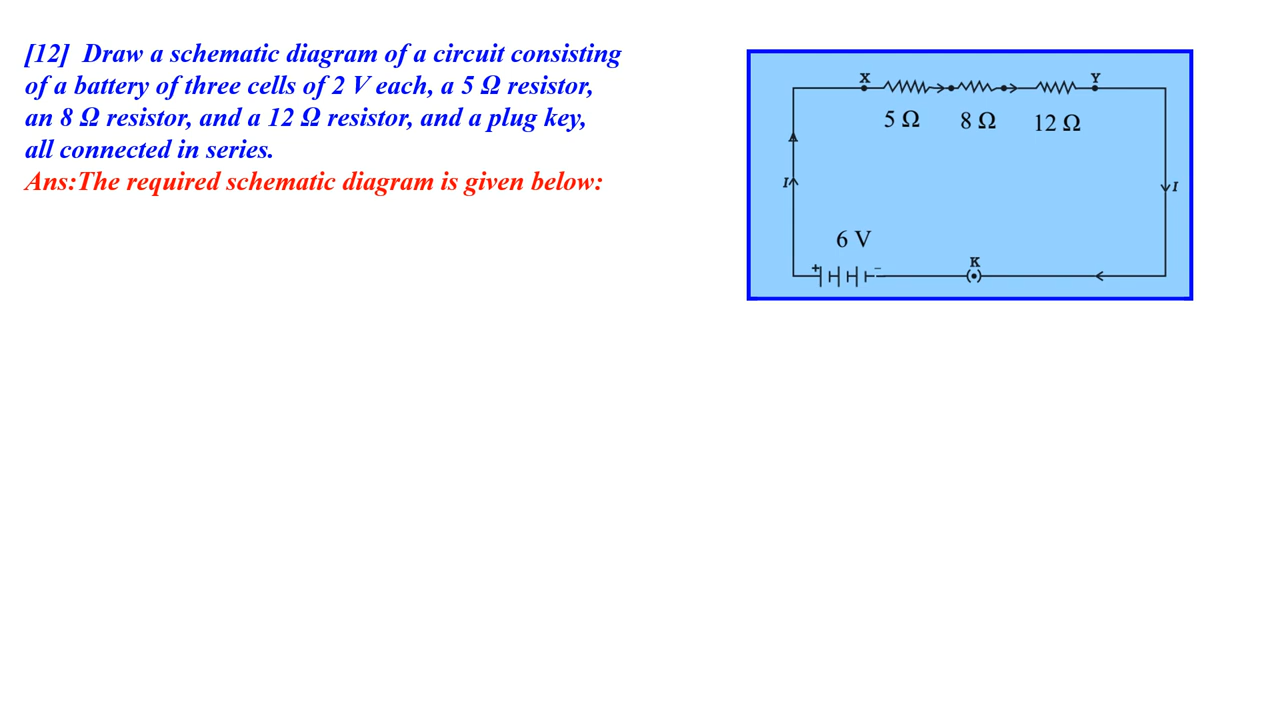 [12]  Draw a schematic diagram of a circuit consisting
of a battery of three cells of 2 V each, a 5 Ω resistor,
an 8 Ω resistor, and a 12 Ω resistor, and a plug key,
all connected in series.
Ans:The required schematic diagram is given below:
X
Y
5 Ω
8 Ω
12 Ω
I
I
6 V
+
−
K